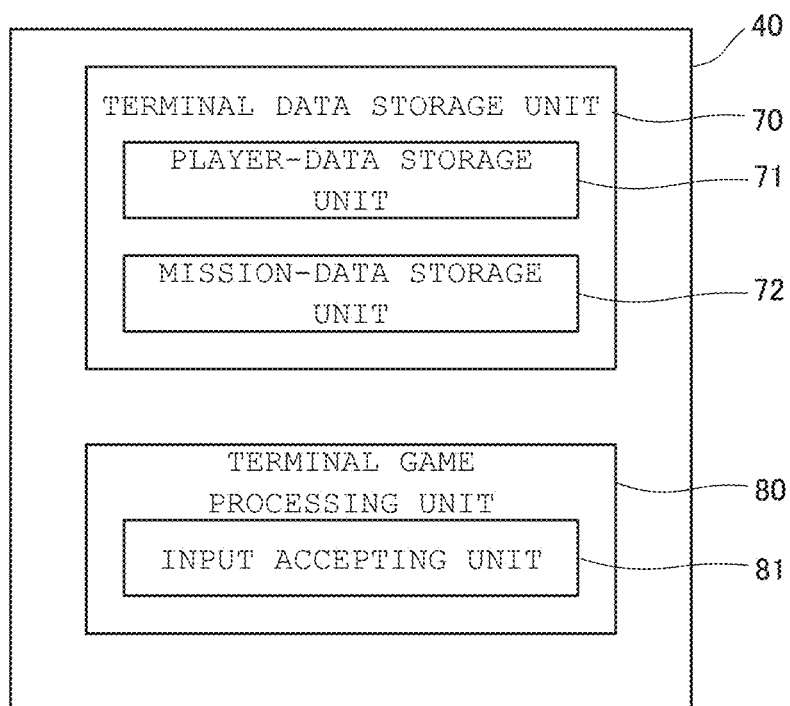 40
TERMINAL DATA STORAGE UNIT
70
PLAYER-DATA STORAGE
UNIT
71
MISSION-DATA STORAGE
UNIT
72
TERMINAL GAME
PROCESSING UNIT
80
INPUT ACCEPTING UNIT
81